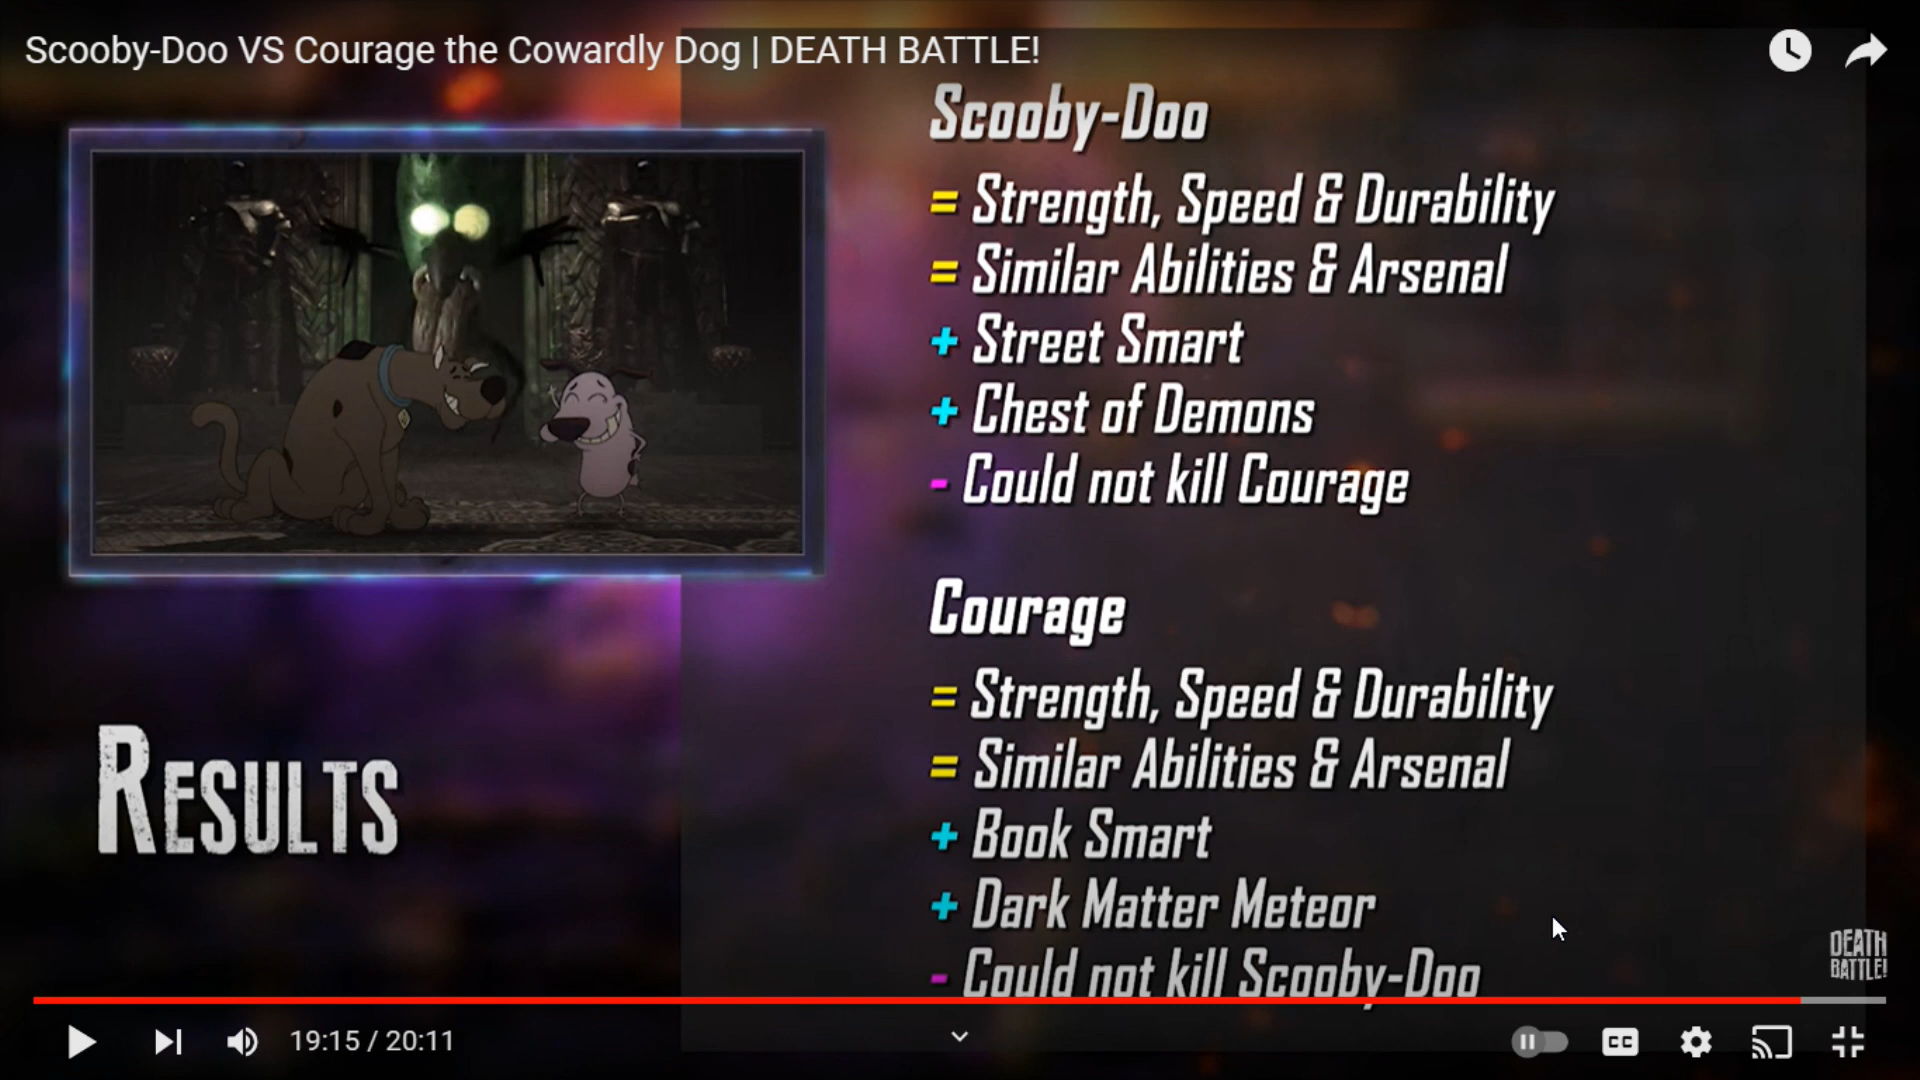 Scooby-Doo VS Courage the Cowardly Dog | DEATH BATTLE!
Scooby-Doo
= Strength, Speed & Durability
= Similar Abilities & Arsenal
+ Street Smart
+ Chest of Demons
- Could not kill Courage
Courage
= Strength, Speed & Durability
= Similar Abilities & Arsenal
+ Book Smart
+ Dark Matter Meteor
- Could not kill Scooby-Doo
RESULTS
DEATH
BATTLE!
19:15 / 20:11
CC